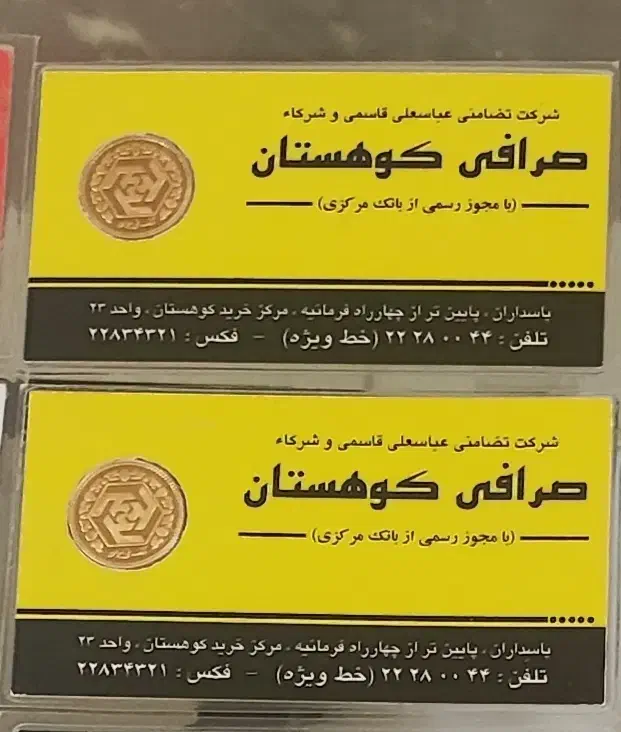 شرکت تضامنی عباسعلی قاسمی و شرکاء
صرافی کوهستان
(با مجوز رسمی از بانک مرکزی)
پاسداران ، پایین تر از چهارراه فرمانیه ، مرکز خرید کوهستان ، واحد ۲۳
تلفن : ۴۴ ۰۰ ۲۸ ۲۲ (خط ویژه) - فکس : ۲۲۸۳۴۳۲۱
شرکت تضامنی عباسعلی قاسمی و شرکاء
صرافی کوهستان
(با مجوز رسمی از بانک مرکزی)
پاسداران ، پایین تر از چهارراه فرمانیه ، مرکز خرید کوهستان ، واحد ۲۳
تلفن : ۴۴ ۰۰ ۲۸ ۲۲ (خط ویژه) - فکس : ۲۲۸۳۴۳۲۱